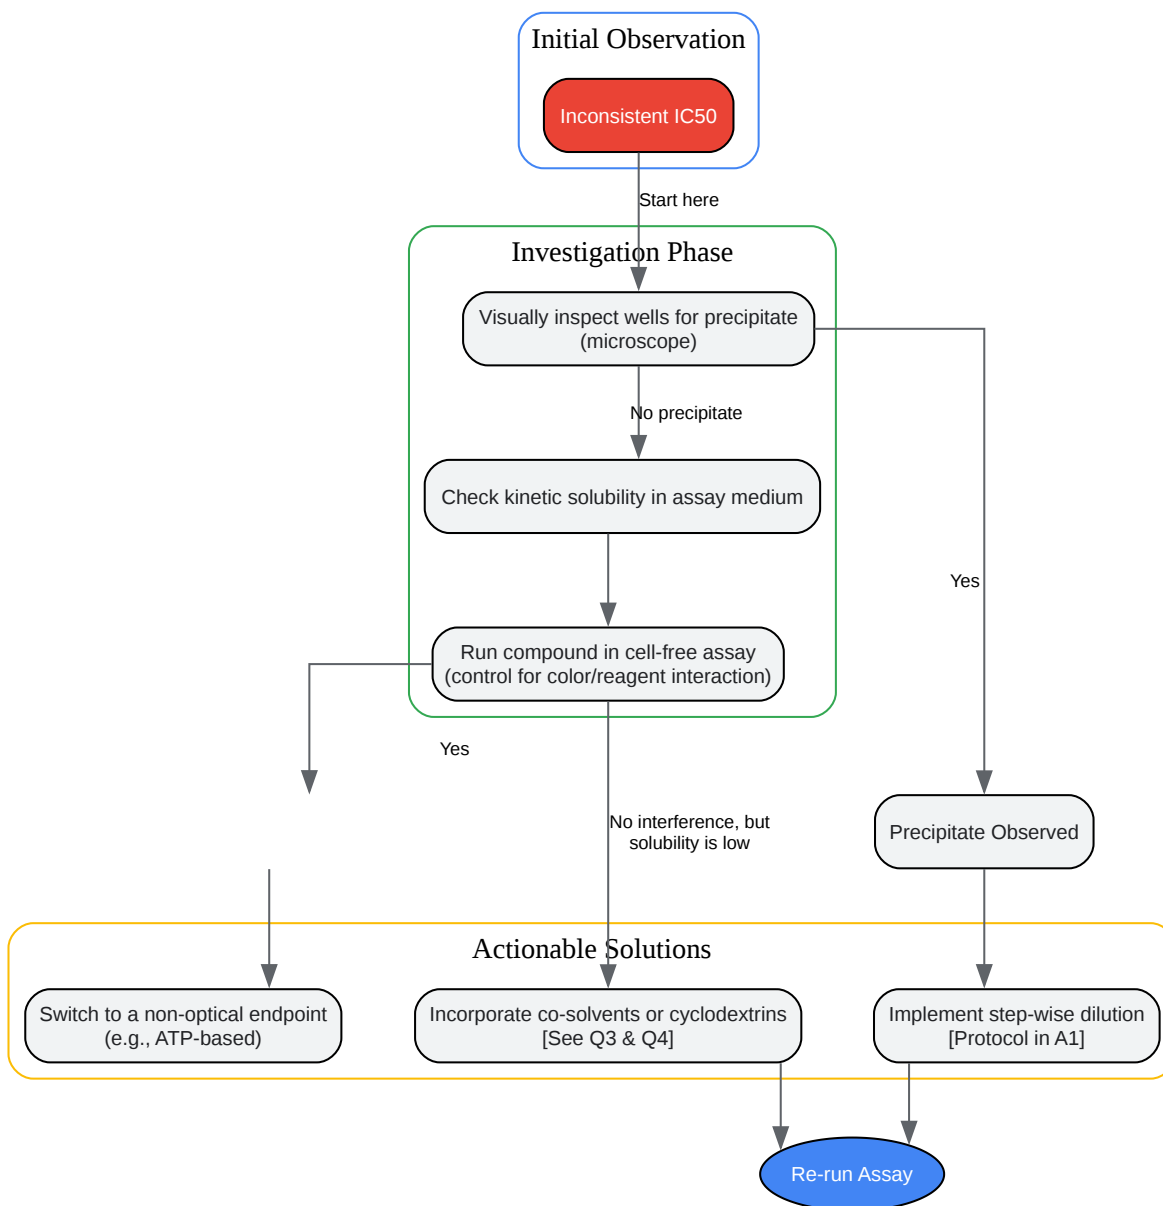 Initial Observation
Inconsistent IC50
Start here
Investigation Phase
Visually inspect wells for precipitate
(microscope)
No precipitate
Check kinetic solubility in assay medium
Yes
Run compound in cell-free assay
(control for color/reagent interaction)
Yes
No interference, but
solubility is low
Precipitate Observed
Actionable Solutions
Switch to a non-optical endpoint
(e.g., ATP-based)
Incorporate co-solvents or cyclodextrins
[See Q3 & Q4]
Implement step-wise dilution
[Protocol in A1]
Re-run Assay